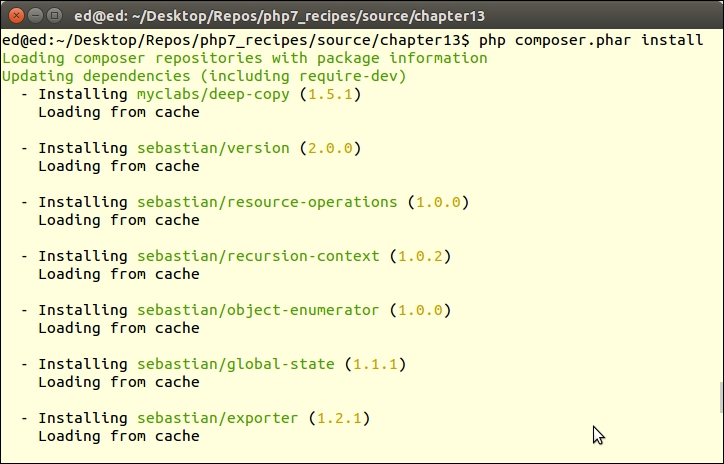 ed@ed: ~/Desktop/Repos/php7_recipes/source/chapter13
ed@ed:~/Desktop/Repos/php7_recipes/source/chapter13$ php composer.phar install
Loading composer repositories with package information
Updating dependencies (including require-dev)
  - Installing myclabs/deep-copy (1.5.1)
    Loading from cache
  - Installing sebastian/version (2.0.0)
    Loading from cache
  - Installing sebastian/resource-operations (1.0.0)
    Loading from cache
  - Installing sebastian/recursion-context (1.0.2)
    Loading from cache
  - Installing sebastian/object-enumerator (1.0.0)
    Loading from cache
  - Installing sebastian/global-state (1.1.1)
    Loading from cache
  - Installing sebastian/exporter (1.2.1)
    Loading from cache